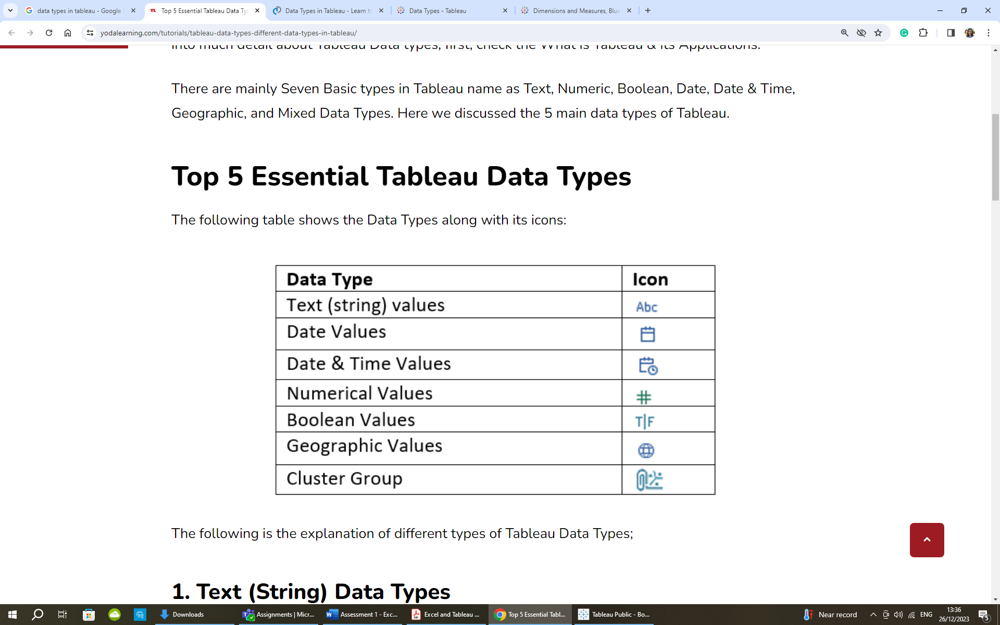 data types in tableau - Google
YL Top 5 Essential Tableau Data Ty
Data Types in Tableau - Learn to
Data Types - Tableau
Dimensions and Measures, Blue
yodalearning.com/tutorials/tableau-data-types-different-data-types-in-tableau/
into much detail about Tableau Data types, first, check the What is Tableau & its Applications.
There are mainly Seven Basic types in Tableau name as Text, Numeric, Boolean, Date, Date & Time,
Geographic, and Mixed Data Types. Here we discussed the 5 main data types of Tableau.
Top 5 Essential Tableau Data Types
The following table shows the Data Types along with its icons:
Data Type Icon
Text (string) values Abc
Date Values
Date & Time Values
Numerical Values #
Boolean Values T|F
Geographic Values
Cluster Group
The following is the explanation of different types of Tableau Data Types;
1. Text (String) Data Types
Downloads
Assignments | Micr...
Assessment 1 - Exc...
Excel and Tableau ...
Top 5 Essential Tabl...
Tableau Public - Bo...
Near record
ENG
13:36
26/12/2023
5